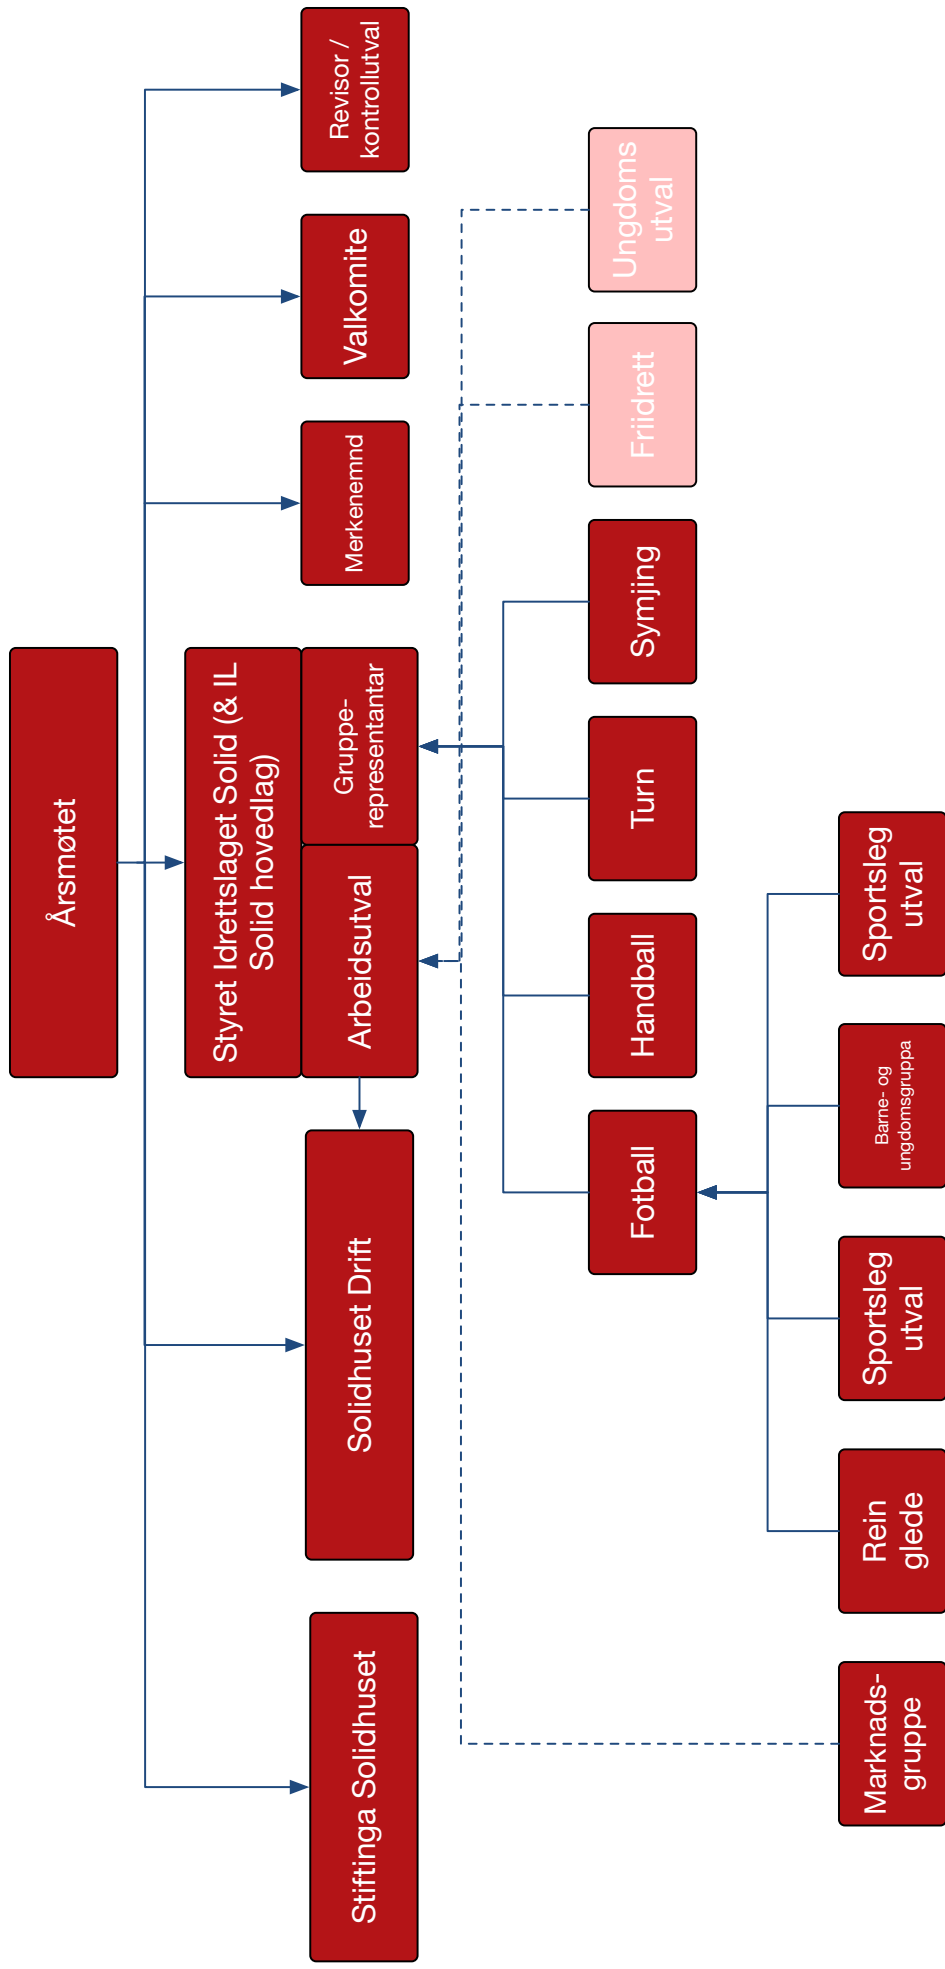 Årsmøtet
Styret Idrettslaget Solid (& IL
Solid hovedlag)
Stiftinga Solidhuset
Solidhuset Drift
Arbeidsutval
Gruppe-
representantar
Merkenemnd
Valkomite
Revisor /
kontrollutval
Fotball
Handball
Turn
Symjing
Friidrett
Ungdoms
utval
Marknads-
gruppe
Rein
glede
Sportsleg
utval
Barne- og
ungdomsgruppa
Sportsleg
utval